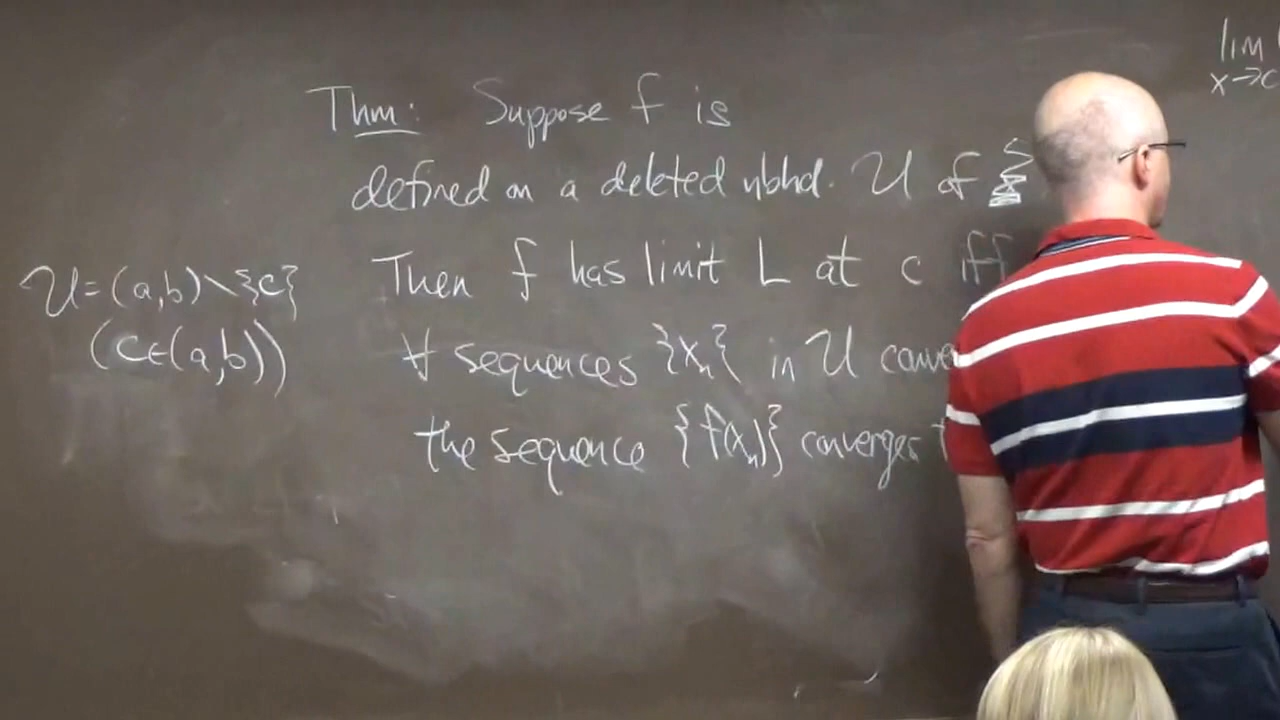 Thm: Suppose f is
defined on a deleted nbhd. U of
Then f has limit L at c iff
∀ sequences {xₙ} in U conve
the sequence {f(xₙ)} converges
U = (a,b) \ {c}
(c∈(a,b))
lim
x→c